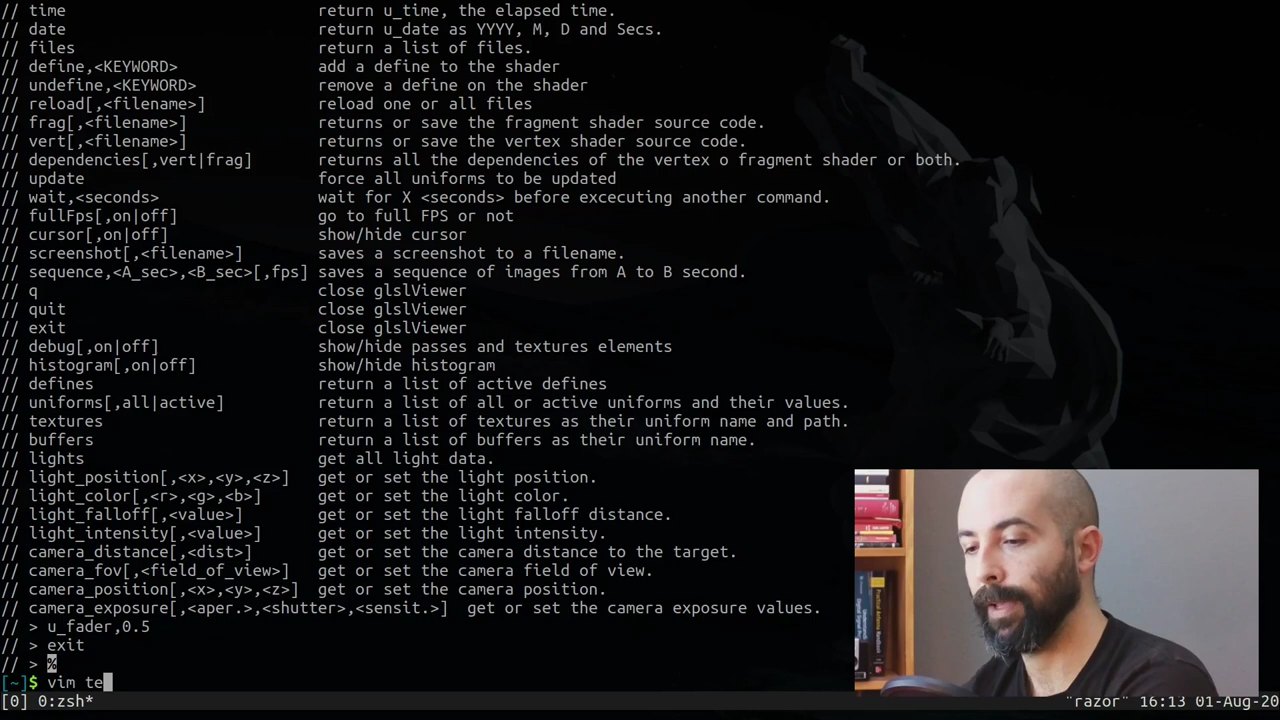 // time return u_time, the elapsed time.
// date return u_date as YYYY, M, D and Secs.
// files return a list of files.
// define,<KEYWORD> add a define to the shader
// undefine,<KEYWORD> remove a define on the shader
// reload[,<filename>] reload one or all files
// frag[,<filename>] returns or save the fragment shader source code.
// vert[,<filename>] returns or save the vertex shader source code.
// dependencies[,vert|frag] returns all the dependencies of the vertex o fragment shader or both.
// update force all uniforms to be updated
// wait,<seconds> wait for X <seconds> before excecuting another command.
// fullFps[,on|off] go to full FPS or not
// cursor[,on|off] show/hide cursor
// screenshot[,<filename>] saves a screenshot to a filename.
// sequence,<A_sec>,<B_sec>[,fps] saves a sequence of images from A to B second.
// q close glslViewer
// quit close glslViewer
// exit close glslViewer
// debug[,on|off] show/hide passes and textures elements
// histogram[,on|off] show/hide histogram
// defines return a list of active defines
// uniforms[,all|active] return a list of all or active uniforms and their values.
// textures return a list of textures as their uniform name and path.
// buffers return a list of buffers as their uniform name.
// lights get all light data.
// light_position[,<x>,<y>,<z>] get or set the light position.
// light_color[,<r>,<g>,<b>] get or set the light color.
// light_falloff[,<value>] get or set the light falloff distance.
// light_intensity[,<value>] get or set the light intensity.
// camera_distance[,<dist>] get or set the camera distance to the target.
// camera_fov[,<field_of_view>] get or set the camera field of view.
// camera_position[,<x>,<y>,<z>] get or set the camera position.
// camera_exposure[,<aper.>,<shutter>,<sensit.>] get or set the camera exposure values.
// > u_fader,0.5
// > exit
// > %
[~]$ vim te
[0] 0:zsh* "razor" 16:13 01-Aug-20